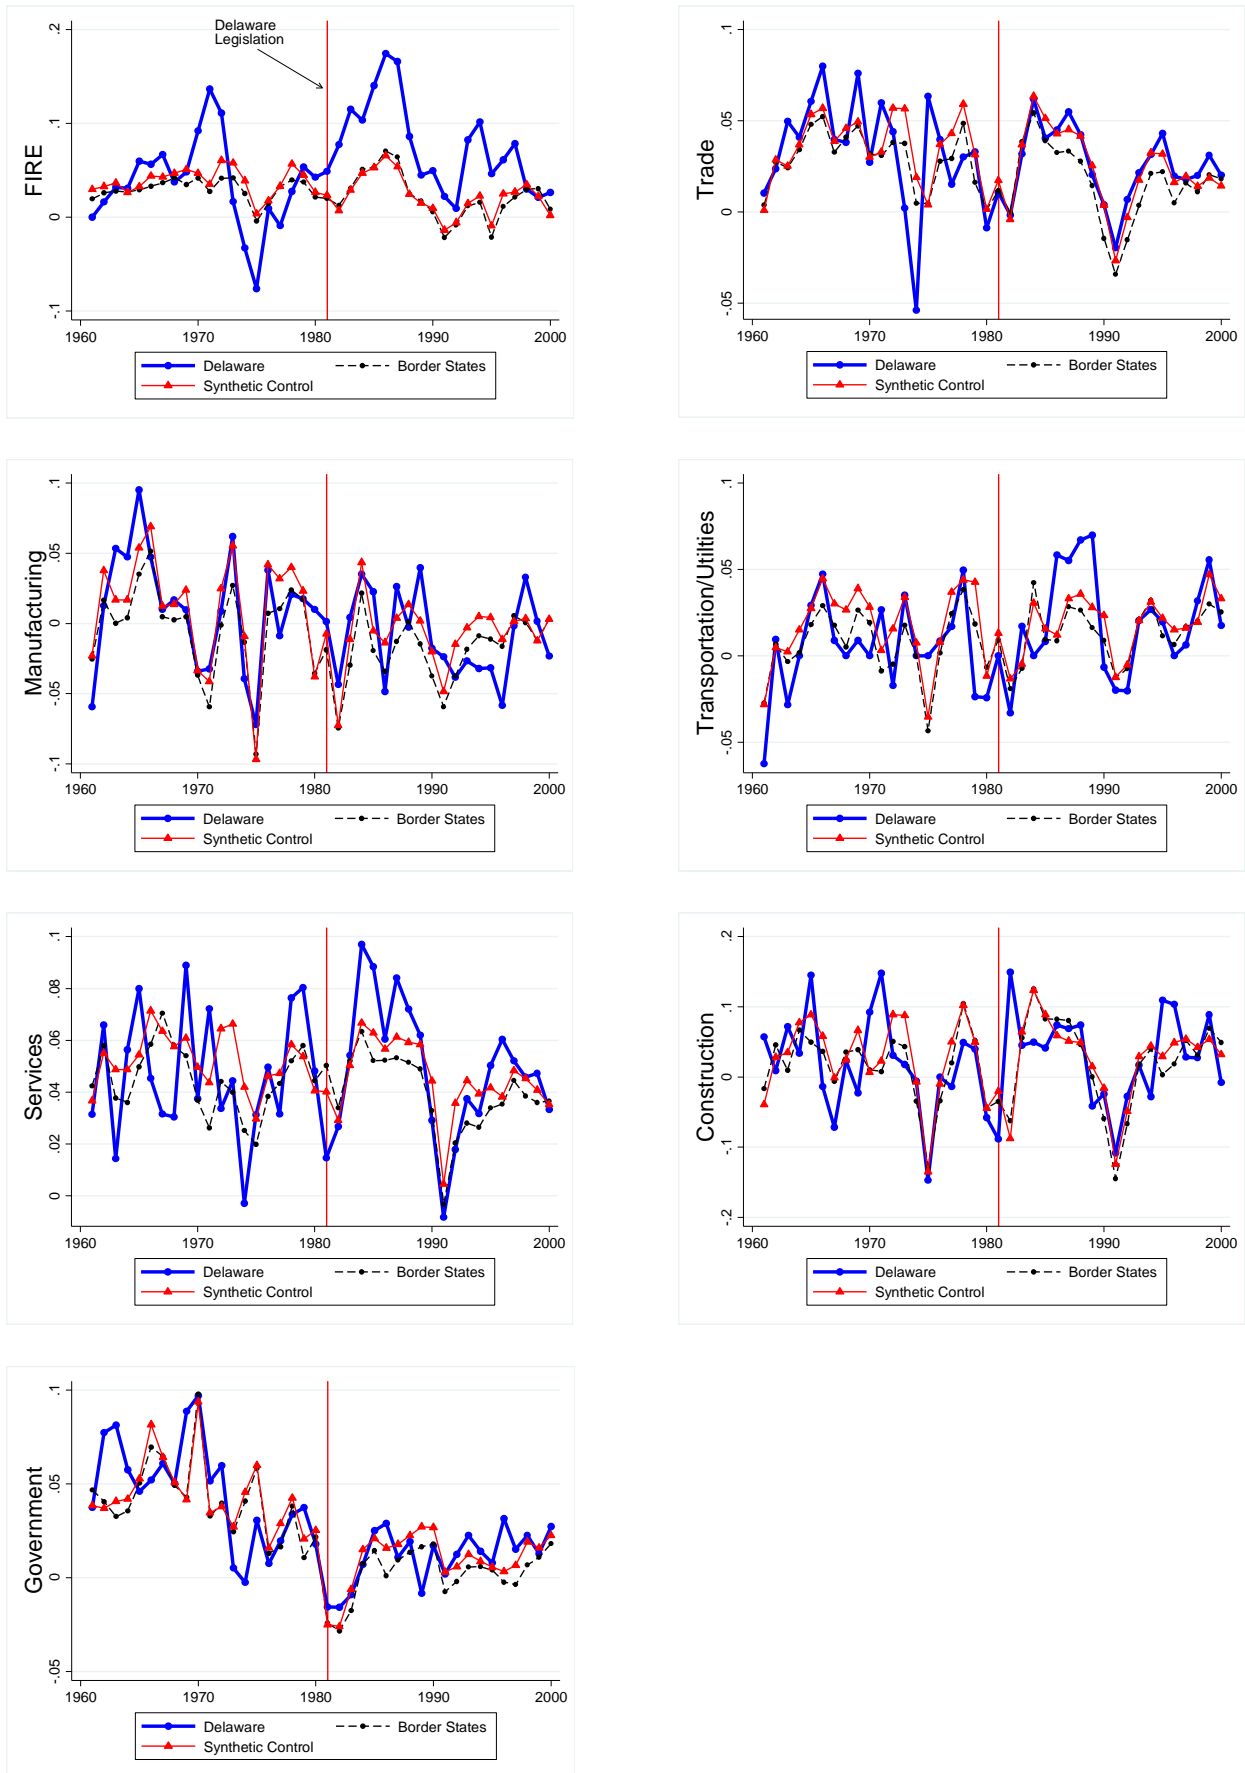 FIRE
-.1
0
.1
.2
Delaware
Legislation
1960
1970
1980
1990
2000
Delaware
Border States
Synthetic Control
Trade
-.05
0
.05
.1
1960
1970
1980
1990
2000
Delaware
Border States
Synthetic Control
Manufacturing
-.1
-.05
0
.05
.1
1960
1970
1980
1990
2000
Delaware
Border States
Synthetic Control
Transportation/Utilties
-.05
0
.05
.1
1960
1970
1980
1990
2000
Delaware
Border States
Synthetic Control
Services
0
.02
.04
.06
.08
.1
1960
1970
1980
1990
2000
Delaware
Border States
Synthetic Control
Construction
-.2
-.1
0
.1
.2
1960
1970
1980
1990
2000
Delaware
Border States
Synthetic Control
Government
-.05
0
.05
.1
1960
1970
1980
1990
2000
Delaware
Border States
Synthetic Control